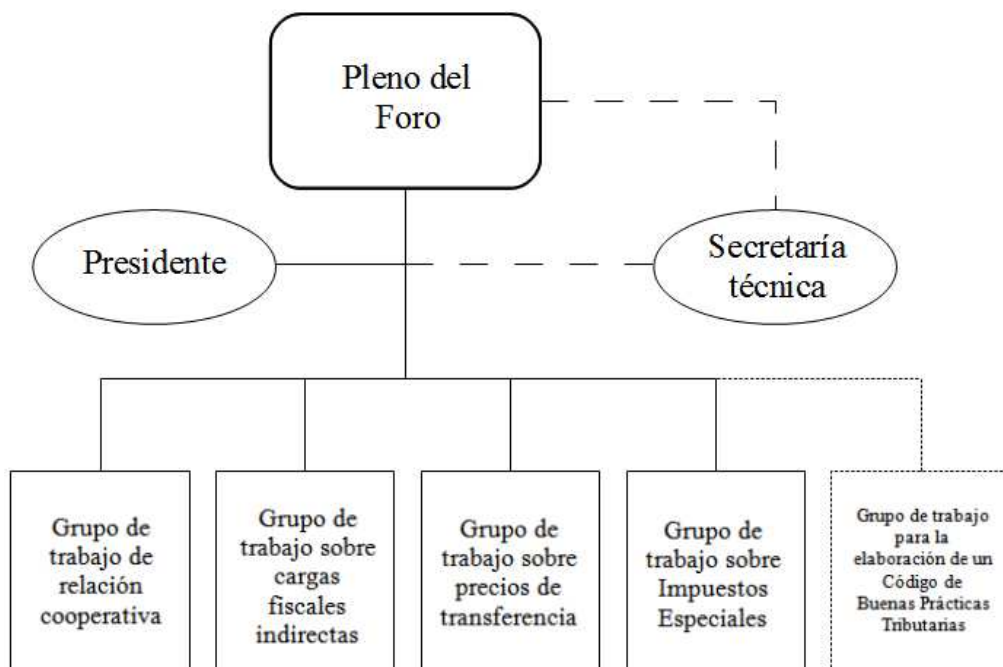 Pleno del
Foro
Presidente
Secretaría
técnica
Grupo de
trabajo de
relación
cooperativa
Grupo de
trabajo sobre
cargas
fiscales
indirectas
Grupo de
trabajo sobre
precios de
transferencia
Grupo de
trabajo sobre
Impuestos
Especiales
Grupo de trabajo
para la
elaboración de un
Código de
Buenas Prácticas
Tributarias